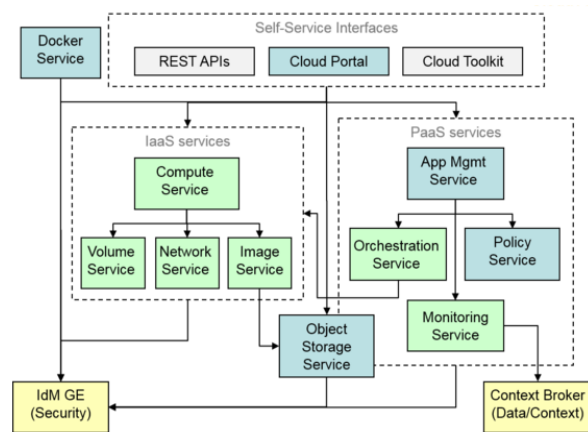 Self-Service Interfaces
Docker
Service
REST APIs
Cloud Portal
Cloud Toolkit
IaaS services
PaaS services
Compute
Service
App Mgmt
Service
Volume
Service
Network
Service
Image
Service
Orchestration
Service
Policy
Service
Object
Storage
Service
Monitoring
Service
IdM GE
(Security)
Context Broker
(Data/Context)